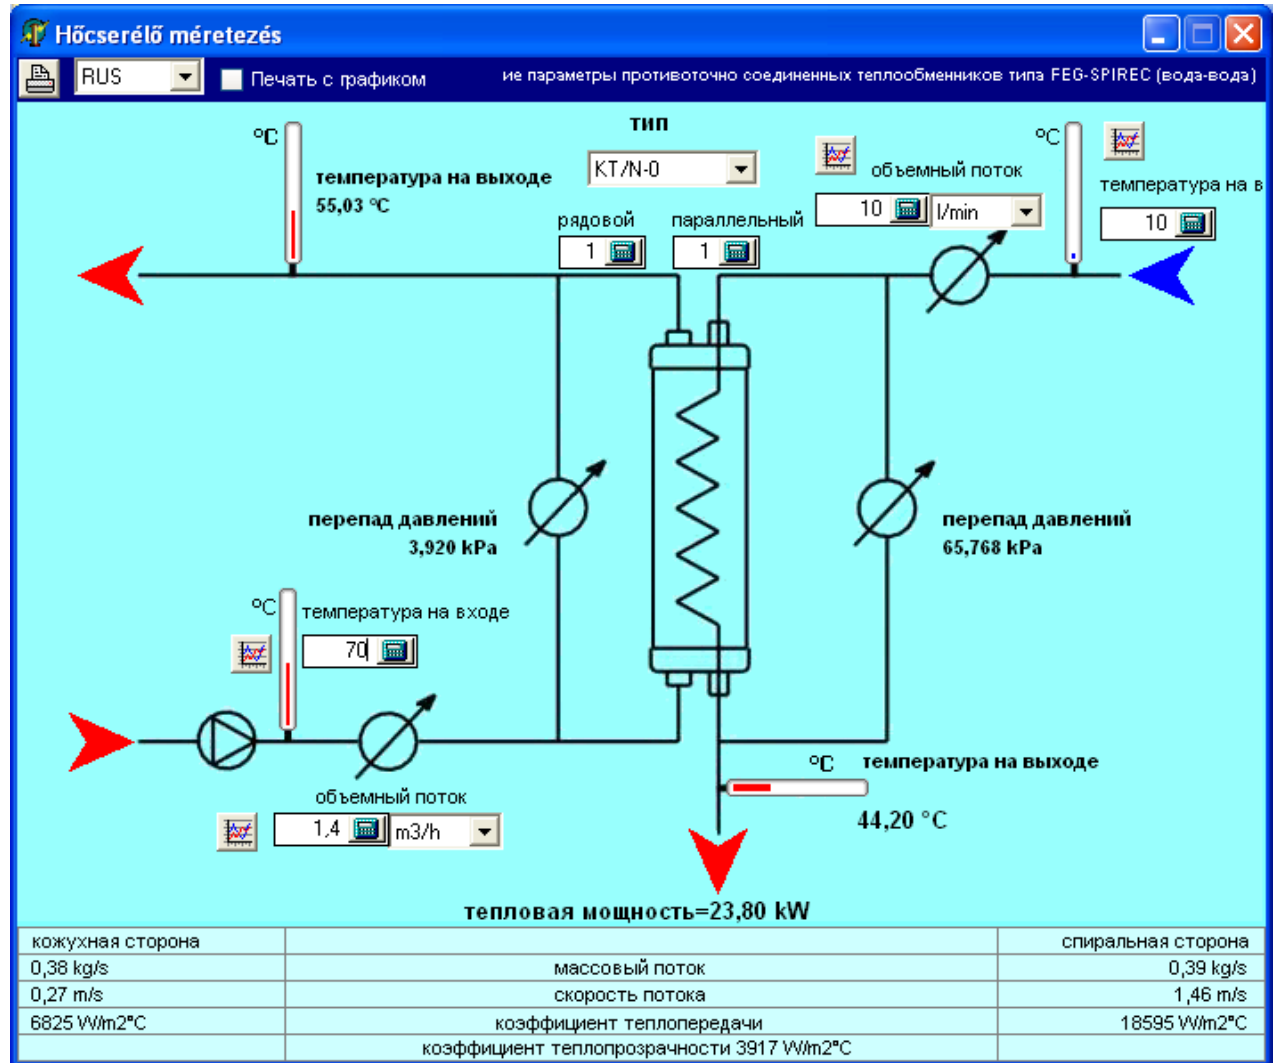 Hőcserélő méretezés
RUS
Печать с графиком
ие параметры противоточно соединенных теплообменников типа FEG-SPIREC (вода-вода)
°C
температура на выходе
55,03 °C
тип
KT/N-0
рядовой
1
параллельный
1
объемный поток
10 l/min
°C
температура на в
10
перепад давлений
3,920 kPa
перепад давлений
65,768 kPa
°C
температура на входе
70
объемный поток
1,4 m3/h
°C температура на выходе
44,20 °C
тепловая мощность=23,80 kW
кожухная сторона спиральная сторона
0,38 kg/s массовый поток 0,39 kg/s
0,27 m/s скорость потока 1,46 m/s
6825 W/m2°C коэффициент теплопередачи 18595 W/m2°C
коэффициент теплопрозрачности 3917 W/m2°C